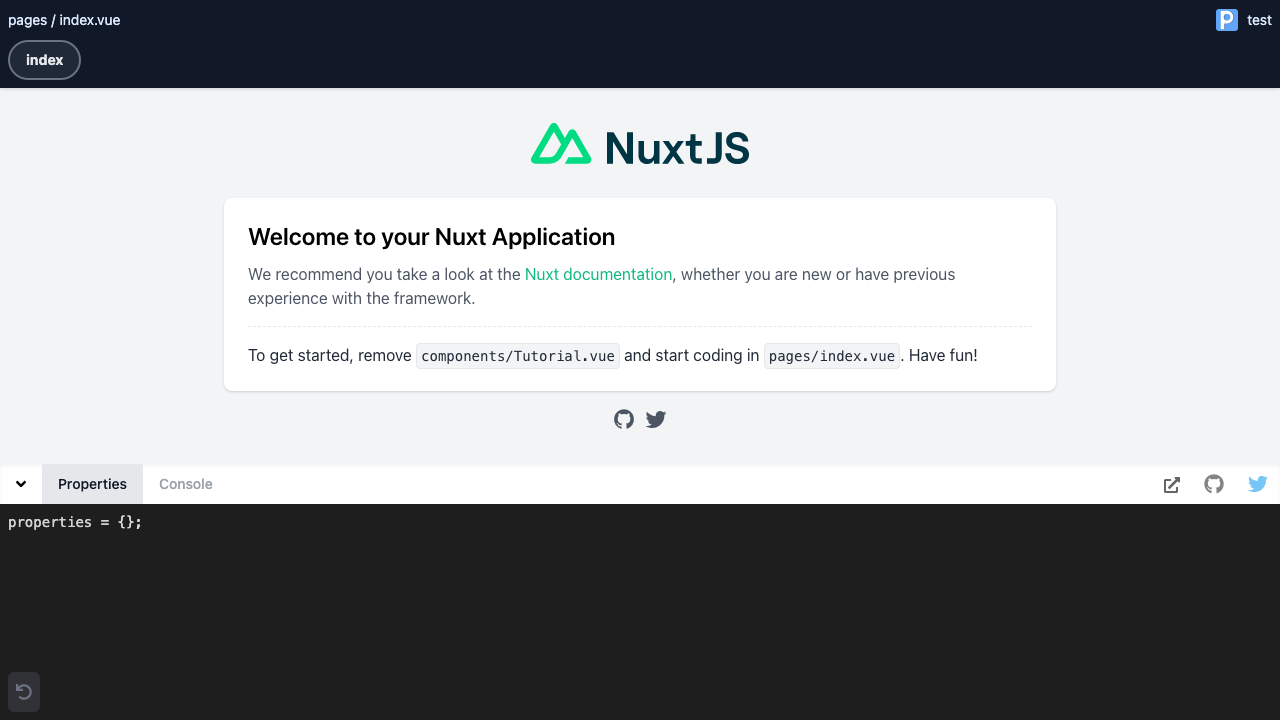 pages / index.vue
test
index
NuxtJS
Welcome to your Nuxt Application
We recommend you take a look at the Nuxt documentation, whether you are new or have previous
experience with the framework.
To get started, remove components/Tutorial.vue and start coding in pages/index.vue. Have fun!
Properties
Console
properties = {};